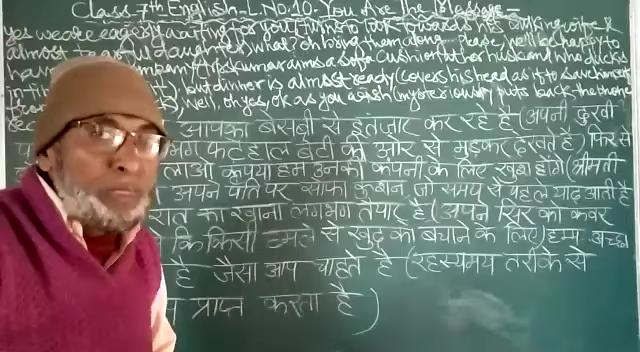 Class-7th English-L.No.10-You Are The Message-
yes we are eagerly waiting for you (turns to look towards his sulking wife &
almost tearful daughter) what? oh bring them along Please, we'll be happy to
have company (Mrs kumar aims a sofa cushion at her husband who ducks
in time), but dinner is almost ready (covers his head as if to save himself
from well, oh yes, ok as you wish (mysteriously puts back the phone
आपका बेसबी से इंतज़ार कर रहे हैं (अपनी दुखी
फटेहाल बेटी की ओर से मुड़कर देखते हैं) फिर से
लाओ कृपया हम उनकी कंपनी के लिए खुश होंगे (श्रीमती
अपने पति पर सोफा कुशन जो समय से पहले याद आती है
रात का खाना लगभग तैयार है (अपने सिर को कवर
कि किसी हमले से खुद को बचाने के लिए) हम्म अच्छा
है जैसा आप चाहते हैं (रहस्यमय तरीके से
प्राप्त करता है)